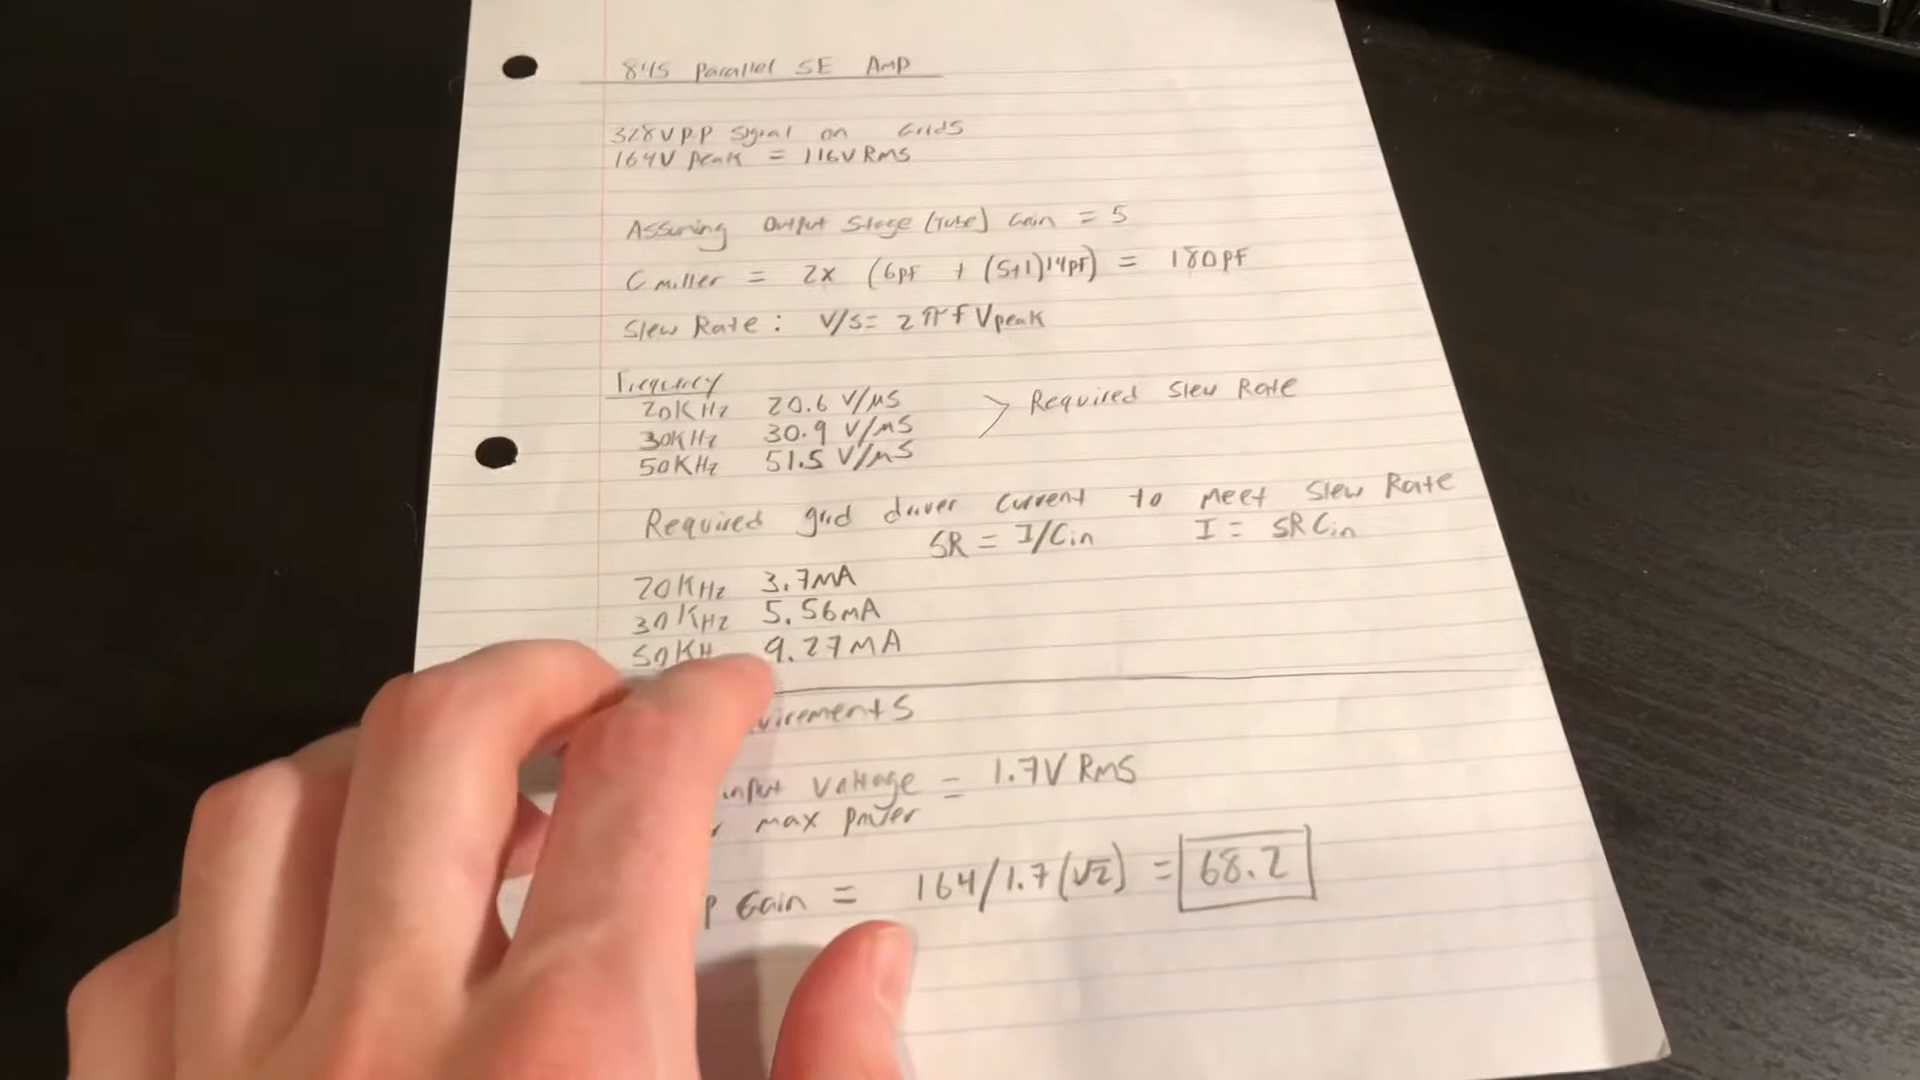 845 Parallel SE AMP
328V P.P Signal on Grids
164V Peak = 116V RMS
Assuming Output Stage (Tube) Gain = 5
C miller = 2x (6pf + (5+1)14pf) = 180pf
Slew Rate: V/s = 2πf Vpeak
Frequency
20KHz 20.6 V/μS
30KHz 30.9 V/μS > Required Slew Rate
50KHz 51.5 V/μS
Required grid driver current to meet Slew Rate
SR = I/Cin I = SR Cin
20KHz 3.7MA
30KHz 5.56mA
50KH 9.27MA
uirements
input Voltage = 1.7V RMS
r max power
p Gain = 164/1.7(√2) = 68.2